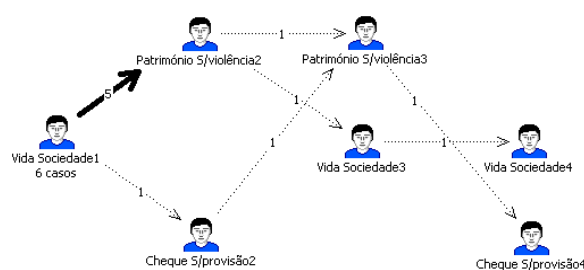 1
Património S/violência2
Património S/violência3
5
1
1
Vida Sociedade1
6 casos
1
Vida Sociedade3
1
Vida Sociedade4
1
Cheque S/provisão2
1
Cheque S/provisão4